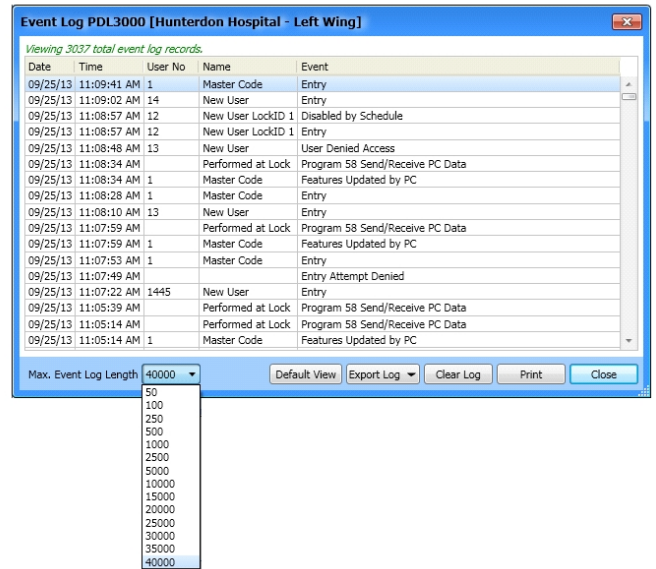 Event Log PDL3000 [Hunterdon Hospital - Left Wing]
Viewing 3037 total event log records.
Date Time User No Name Event
09/25/13 11:09:41 AM 1 Master Code Entry
09/25/13 11:09:02 AM 14 New User Entry
09/25/13 11:08:57 AM 12 New User LockID 1 Disabled by Schedule
09/25/13 11:08:57 AM 12 New User LockID 1 Entry
09/25/13 11:08:48 AM 13 New User User Denied Access
09/25/13 11:08:34 AM Performed at Lock Program 58 Send/Receive PC Data
09/25/13 11:08:34 AM 1 Master Code Features Updated by PC
09/25/13 11:08:28 AM 1 Master Code Entry
09/25/13 11:08:10 AM 13 New User Entry
09/25/13 11:07:59 AM Performed at Lock Program 58 Send/Receive PC Data
09/25/13 11:07:59 AM 1 Master Code Features Updated by PC
09/25/13 11:07:53 AM 1 Master Code Entry
09/25/13 11:07:49 AM Entry Attempt Denied
09/25/13 11:07:22 AM 1445 New User Entry
09/25/13 11:05:39 AM Performed at Lock Program 58 Send/Receive PC Data
09/25/13 11:05:14 AM Performed at Lock Program 58 Send/Receive PC Data
09/25/13 11:05:14 AM 1 Master Code Features Updated by PC
Max. Event Log Length 40000 Default View Export Log Clear Log Print Close
50
100
250
500
1000
2500
5000
10000
15000
20000
25000
30000
35000
40000